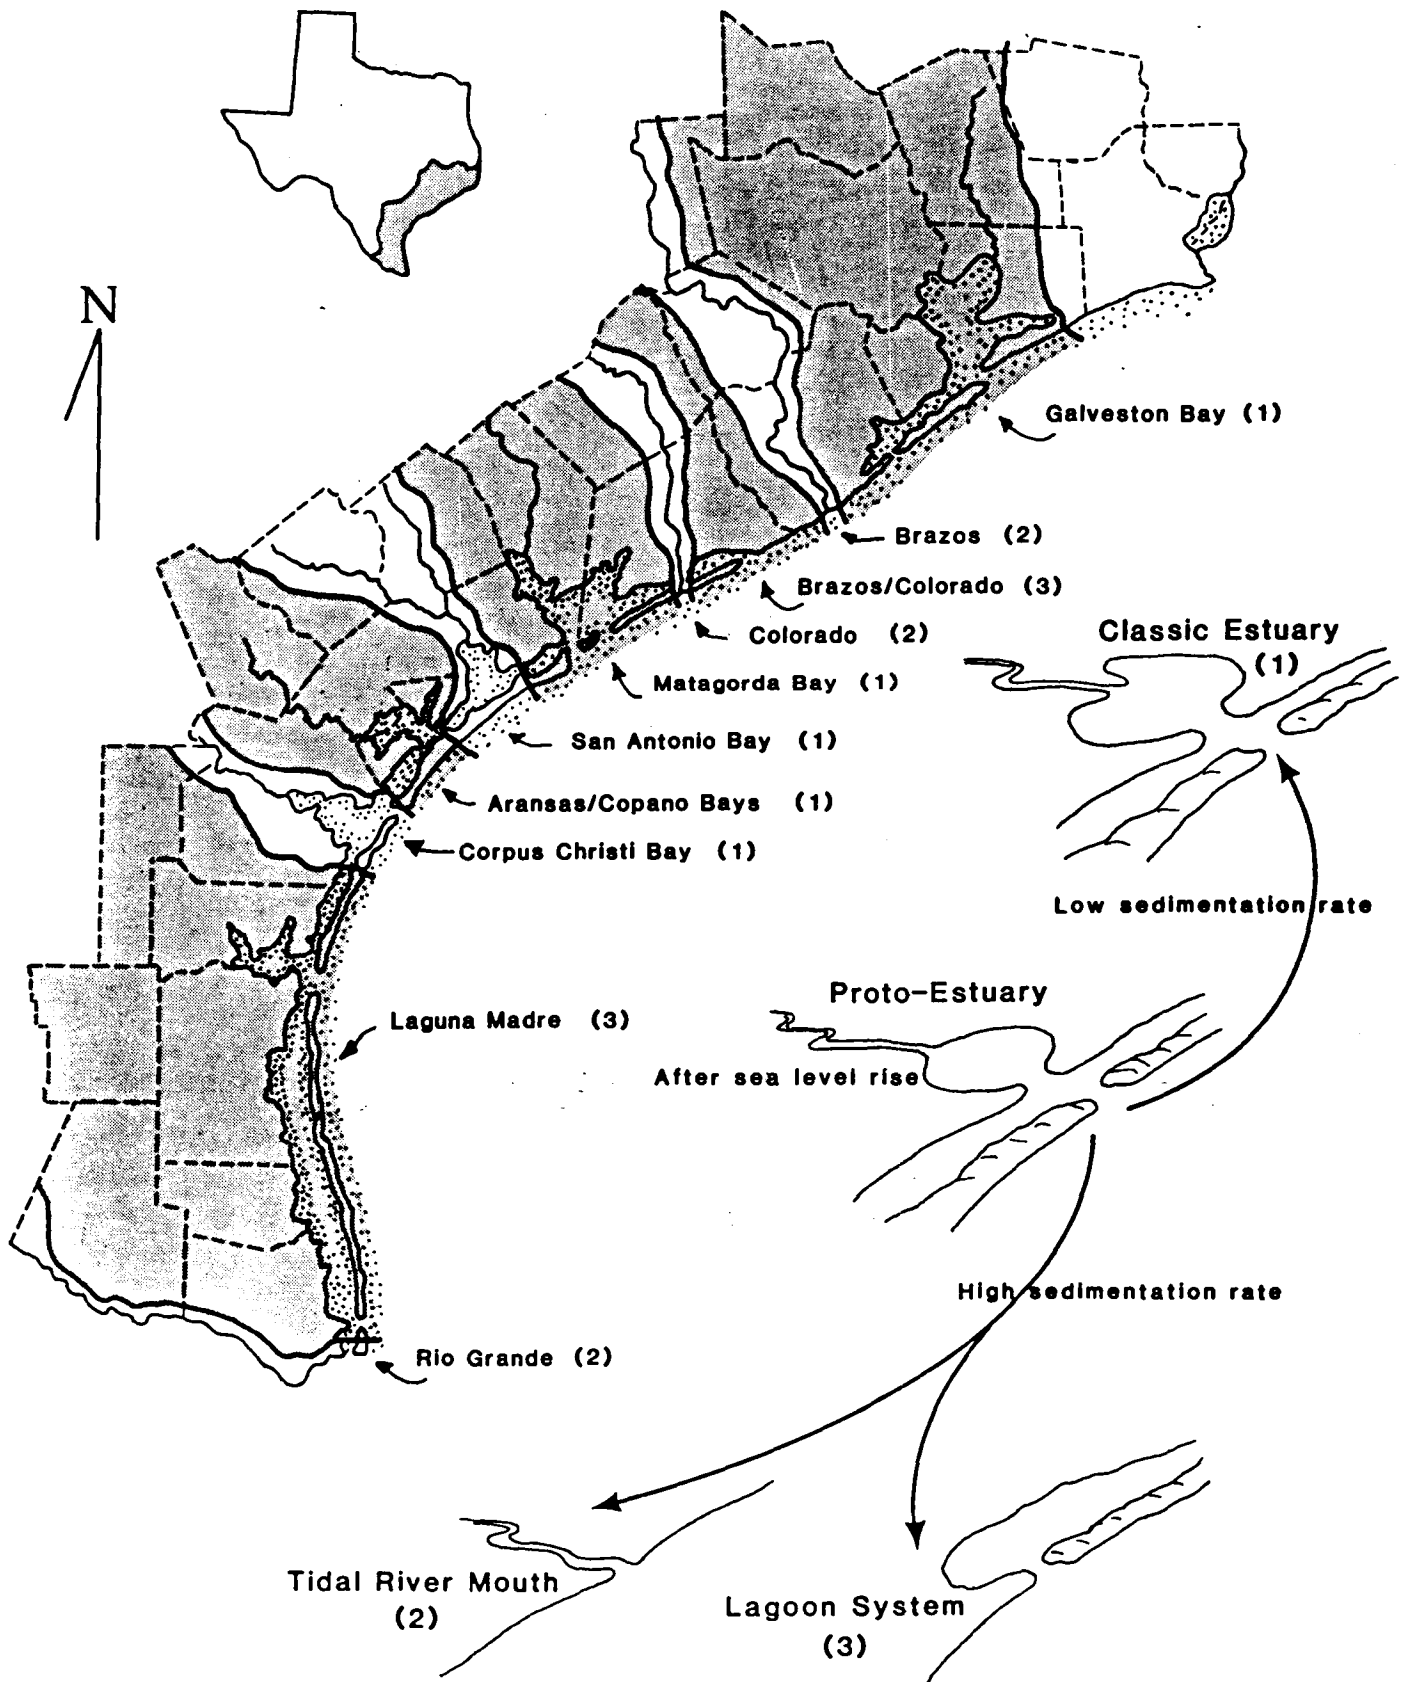 N
Galveston Bay (1)
Brazos (2)
Brazos/Colorado (3)
Colorado (2)
Matagorda Bay (1)
San Antonio Bay (1)
Aransas/Copano Bays (1)
Corpus Christi Bay (1)
Laguna Madre (3)
Rio Grande (2)
Classic Estuary
(1)
Low sedimentation rate
Proto-Estuary
After sea level rise
High sedimentation rate
Tidal River Mouth
(2)
Lagoon System
(3)